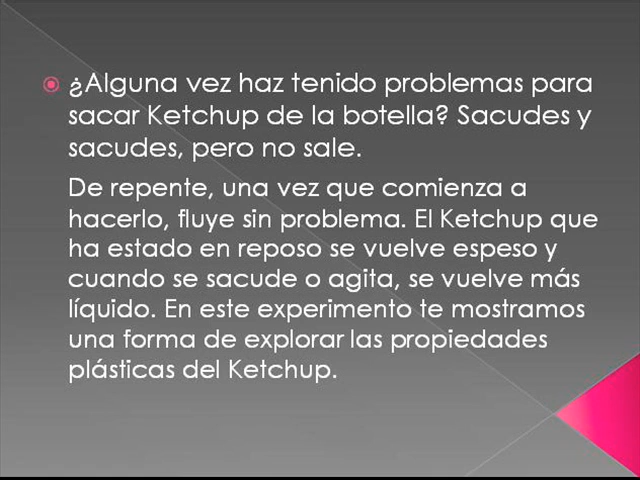 ¿Alguna vez haz tenido problemas para
sacar Ketchup de la botella? Sacudes y
sacudes, pero no sale.
De repente, una vez que comienza a
hacerlo, fluye sin problema. El Ketchup que
ha estado en reposo se vuelve espeso y
cuando se sacude o agita, se vuelve más
líquido. En este experimento te mostramos
una forma de explorar las propiedades
plásticas del Ketchup.